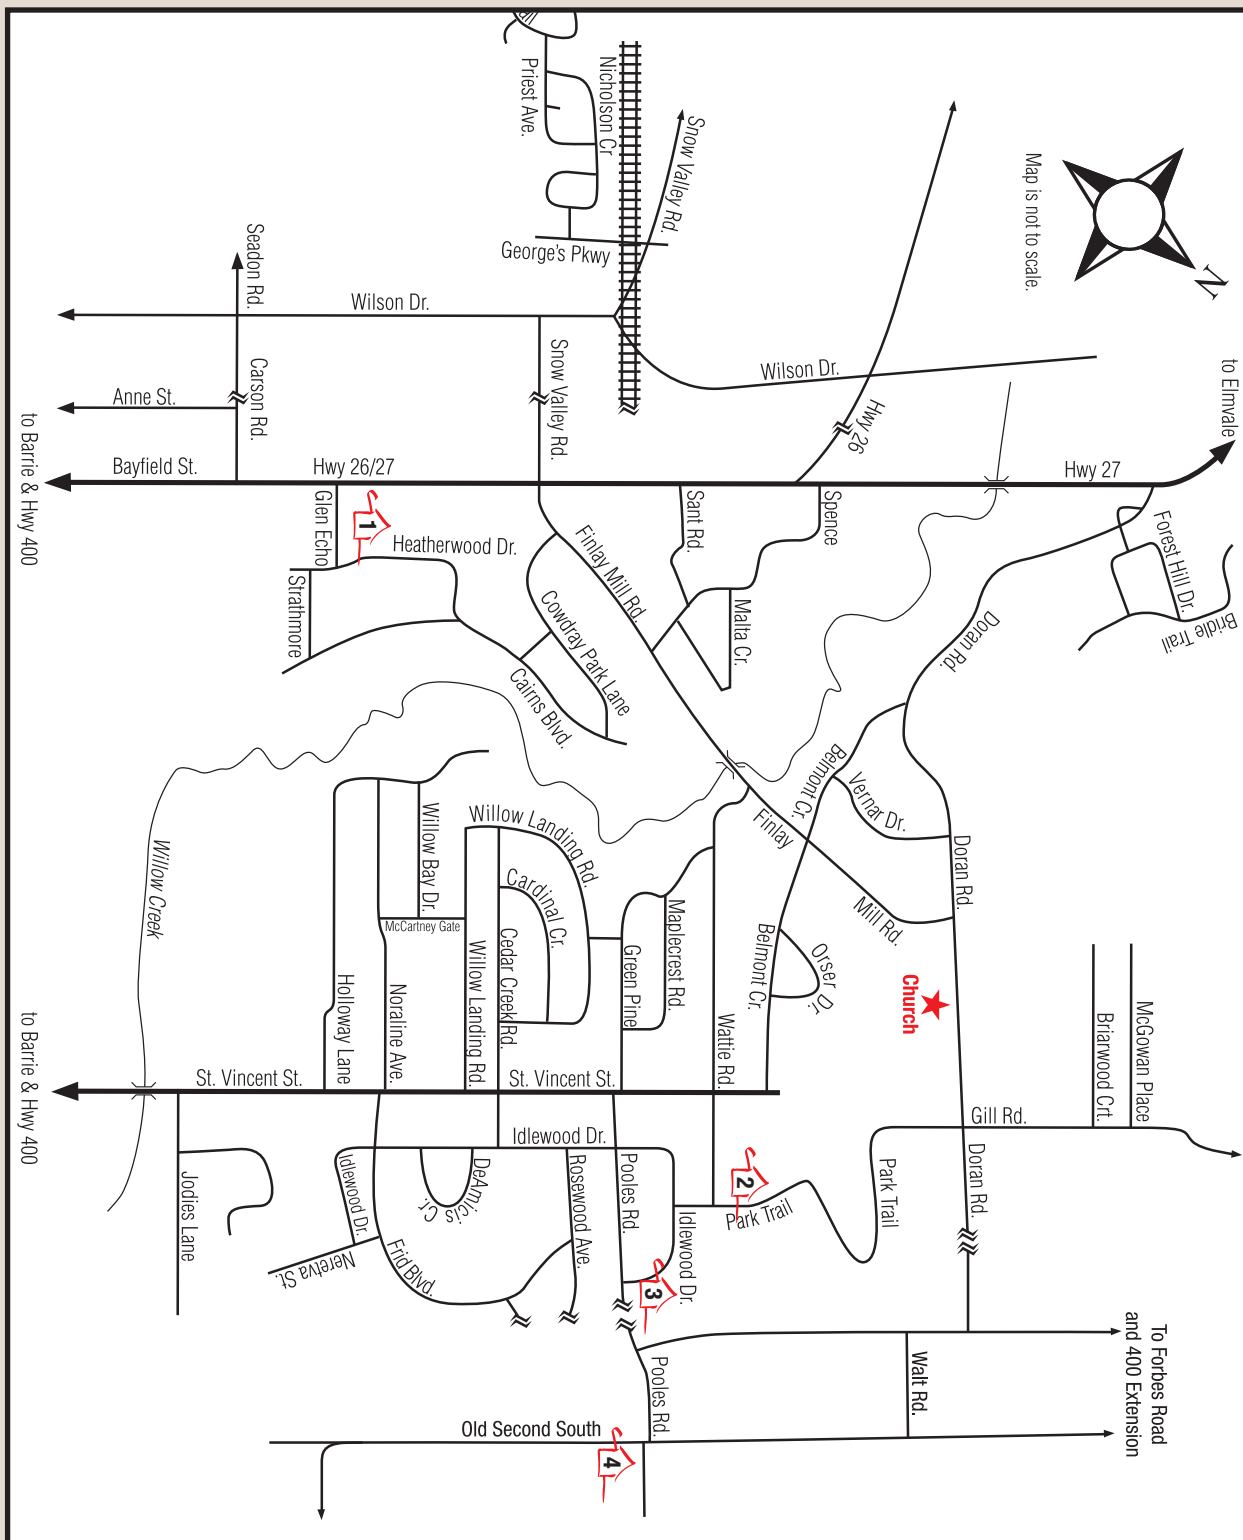 Priest Ave.
Nicholson Cr
Snow Valley Rd.
George's Pkwy
Map is not to scale.
N
Seadon Rd.
Wilson Dr.
Wilson Dr.
Snow Valley Rd.
Carson Rd.
Anne St.
Hwy 26
to Elmvale
to Barrie & Hwy 400
Bayfield St.
Hwy 26/27
Hwy 27
Glen Echo
1
Heatherwood Dr.
Strathmore
Finlay Mill Rd.
Sant Rd.
Spence
Malta Cr.
Cowdray Park Lane
Cairns Blvd.
Forest Hill Dr.
Bridle Trail
Doran Rd.
Belmont Cr.
Vernar Dr.
Finlay
Mill Rd.
Doran Rd.
Willow Creek
Willow Bay Dr.
Willow Landing Rd.
Cardinal Cr.
McCartney Gate
Maplecrest Rd.
Green Pine
Cedar Creek Rd.
Willow Landing Rd.
Noraline Ave.
Holloway Lane
Wattie Rd.
Belmont Cr.
Orser Dr.
Church
McGowan Place
Briarwood Crt.
to Barrie & Hwy 400
St. Vincent St.
St. Vincent St.
Gill Rd.
Idlewood Dr.
Jodies Lane
Idlewood Dr.
Neretva St.
DeAmicis Cr.
Frid Blvd.
Rosewood Ave.
Pooles Rd.
Idlewood Dr.
2
Park Trail
Park Trail
Doran Rd.
3
Pooles Rd.
Walt Rd.
To Forbes Road
and 400 Extension
Old Second South
4